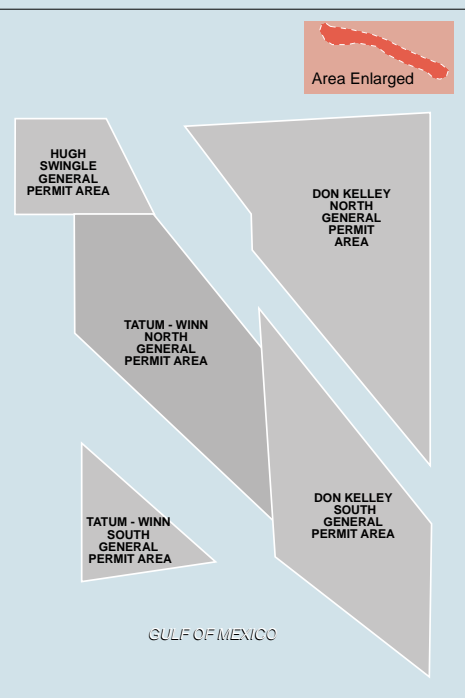 Area Enlarged
HUGH
SWINGLE
GENERAL
PERMIT AREA
DON KELLEY
NORTH
GENERAL
PERMIT
AREA
TATUM - WINN
NORTH
GENERAL
PERMIT AREA
DON KELLEY
SOUTH
GENERAL
PERMIT AREA
TATUM - WINN
SOUTH
GENERAL
PERMIT AREA
GULF OF MEXICO